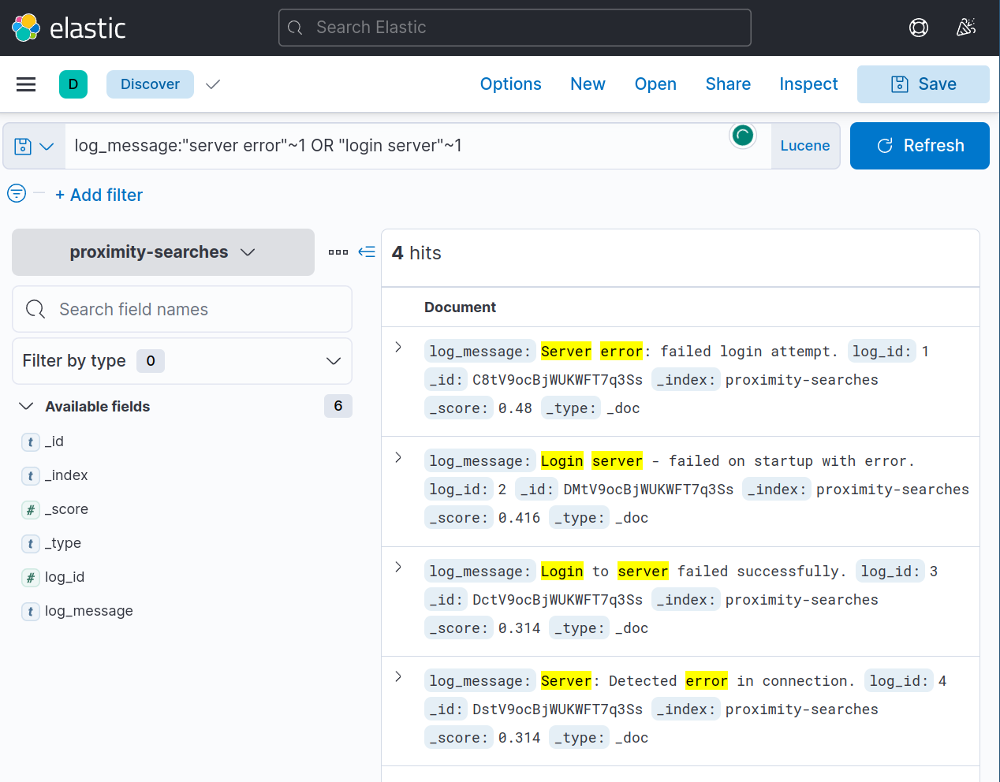 elastic
Search Elastic
D
Discover
Options New Open Share Inspect Save
log_message:"server error"~1 OR "login server"~1
Lucene
Refresh
+ Add filter
proximity-searches
Search field names
Filter by type 0
Available fields 6
t _id
t _index
# _score
t _type
# log_id
t log_message
4 hits
Document
log_message: Server error: failed login attempt. log_id: 1
_id: C8tV9ocBjWUKWFT7q3Ss _index: proximity-searches
_score: 0.48 _type: _doc
log_message: Login server - failed on startup with error.
log_id: 2 _id: DMtV9ocBjWUKWFT7q3Ss _index: proximity-searches
_score: 0.416 _type: _doc
log_message: Login to server failed successfully. log_id: 3
_id: DctV9ocBjWUKWFT7q3Ss _index: proximity-searches
_score: 0.314 _type: _doc
log_message: Server: Detected error in connection. log_id: 4
_id: DstV9ocBjWUKWFT7q3Ss _index: proximity-searches
_score: 0.314 _type: _doc